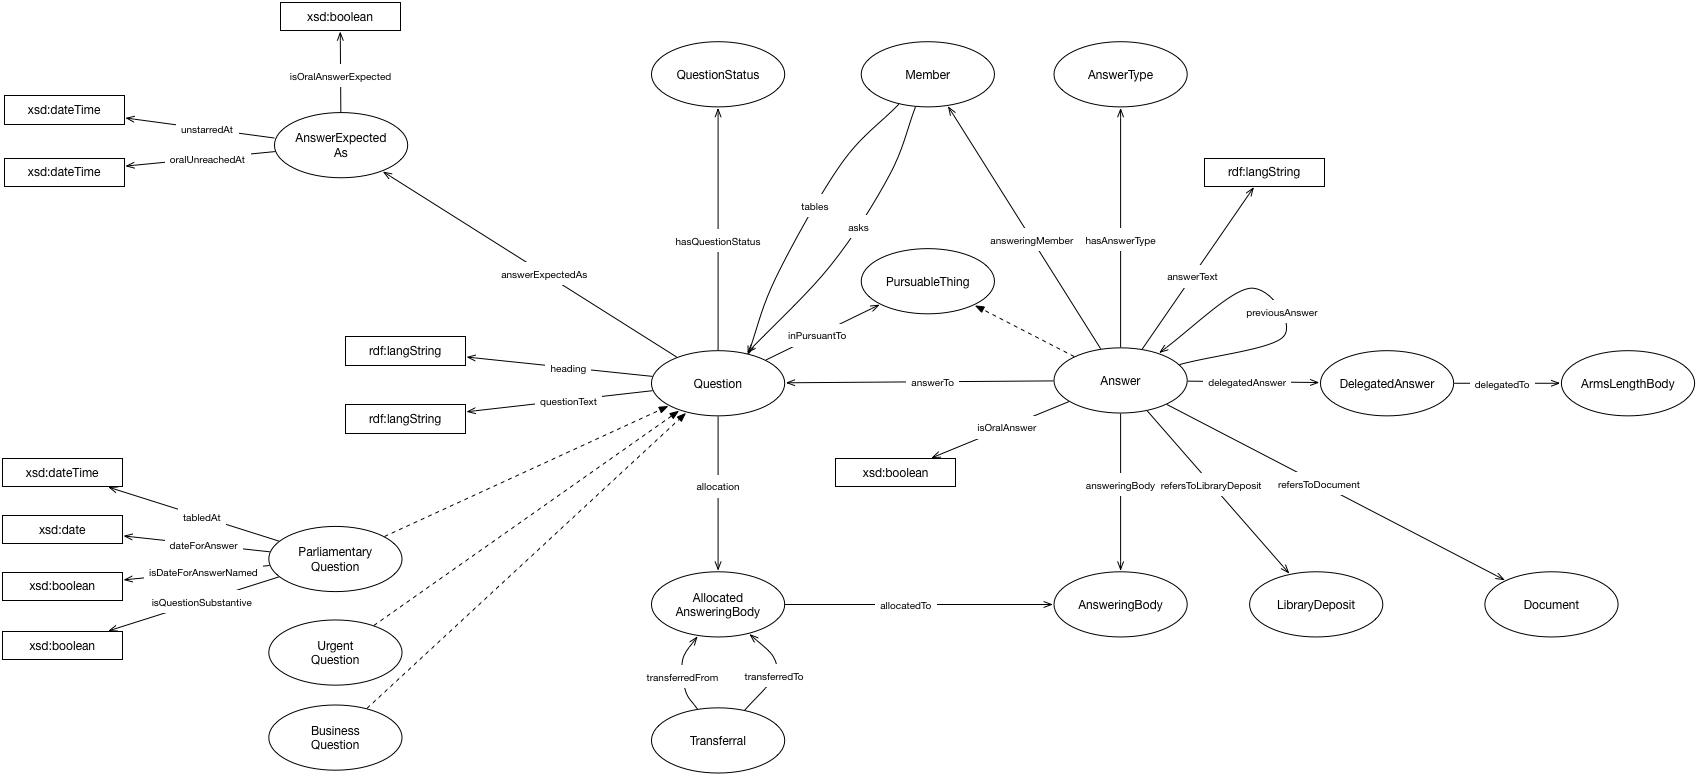 xsd:boolean
isOralAnswerExpected
QuestionStatus
Member
AnswerType
xsd:dateTime
unstarredAt
AnswerExpected
As
oralUnreachedAt
xsd:dateTime
rdf:langString
tables
asks
hasQuestionStatus
answeringMember
hasAnswerType
answerExpectedAs
answerText
PursuableThing
previousAnswer
inPursuantTo
rdf:langString
heading
Question
answerTo
Answer
delegatedAnswer
DelegatedAnswer
delegatedTo
ArmsLengthBody
questionText
rdf:langString
isOralAnswer
xsd:boolean
xsd:dateTime
allocation
answeringBody
refersToLibraryDeposit
refersToDocument
tabledAt
xsd:date
dateForAnswer
Parliamentary
Question
isDateForAnswerNamed
xsd:boolean
isQuestionSubstantive
xsd:boolean
Allocated
AnsweringBody
allocatedTo
AnsweringBody
LibraryDeposit
Document
Urgent
Question
transferredFrom
transferredTo
Business
Question
Transferral